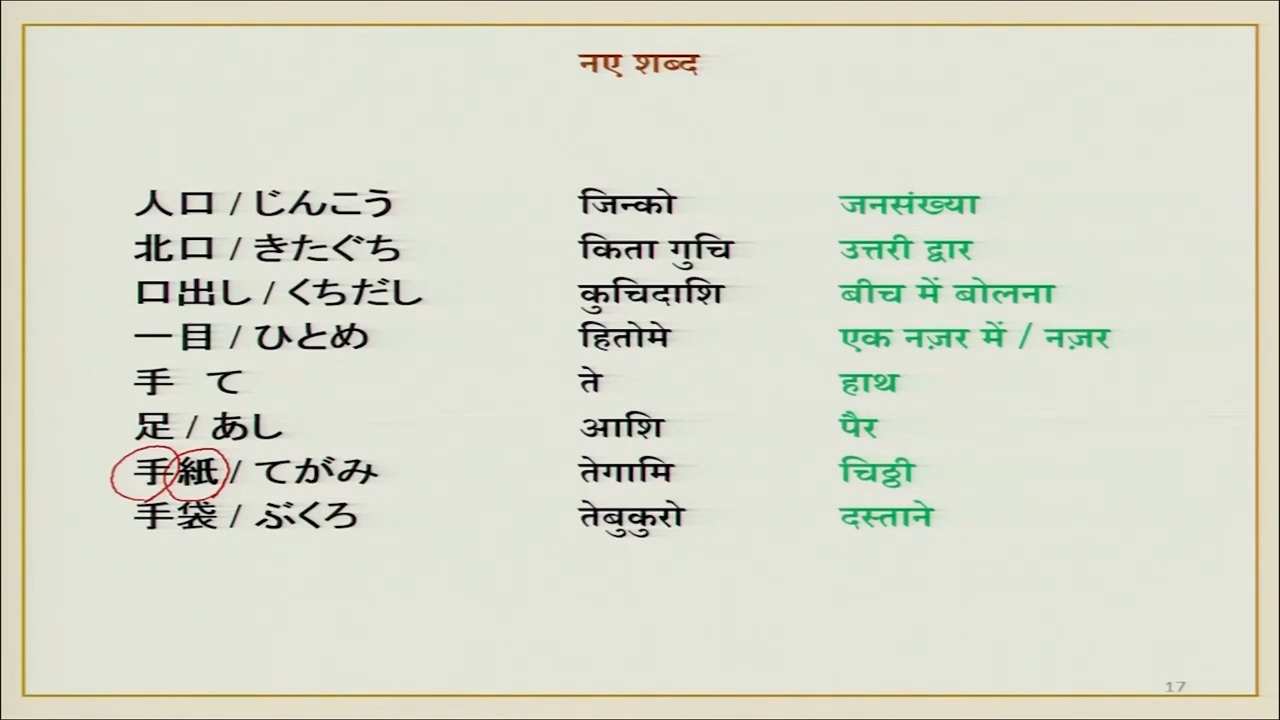 नए शब्द
人口 / じんこう जिन्को जनसंख्या
北口 / きたぐち किता गुचि उत्तरी द्वार
口出し / くちだし कुचिदाशि बीच में बोलना
一目 / ひとめ हितोमे एक नज़र में / नज़र
手 て ते हाथ
足 / あし आशि पैर
手紙 / てがみ तेगामि चिठ्ठी
手袋 / ぶくろ तेबुकुरो दस्ताने
17